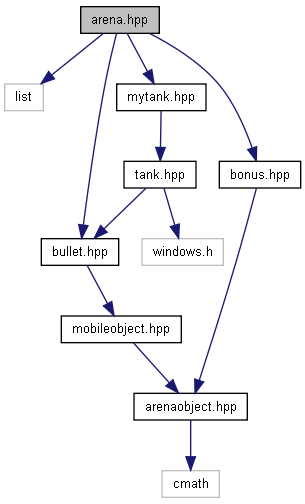 arena.hpp
list
mytank.hpp
tank.hpp
bonus.hpp
bullet.hpp
windows.h
mobileobject.hpp
arenaobject.hpp
cmath